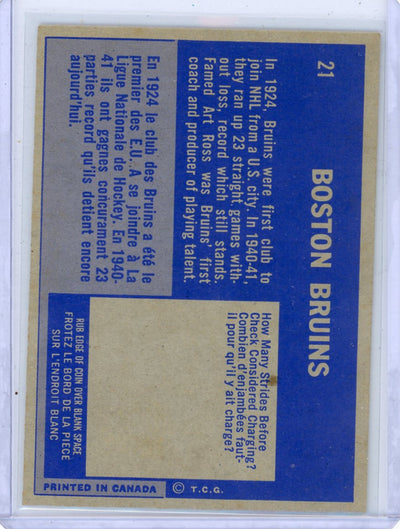 21
BOSTON BRUINS
In 1924, Bruins were first club to
join NHL from a U.S. city. In 1940-41,
they ran up 23 straight games with-
out loss, record which still stands.
Famed Art Ross was Bruins' first
coach and producer of playing talent.
En 1924 le club des Bruins a été le
premier des E.U. A se joindre à La
Ligue Nationale de Hockey. En 1940-
41 ils ont gagnes concurament 23
parties record qu'ils detient encore
aujourd'hui.
How Many Strides Before
Check Considered Charging?
Combien d'enjambées faut-
il pour qu'il y ait charge?
RUB EDGE OF COIN OVER BLANK SPACE
FROTEZ LE BORD DE LA PIECE
SUR L'ENDROIT BLANC
PRINTED IN CANADA
© T.C.G.